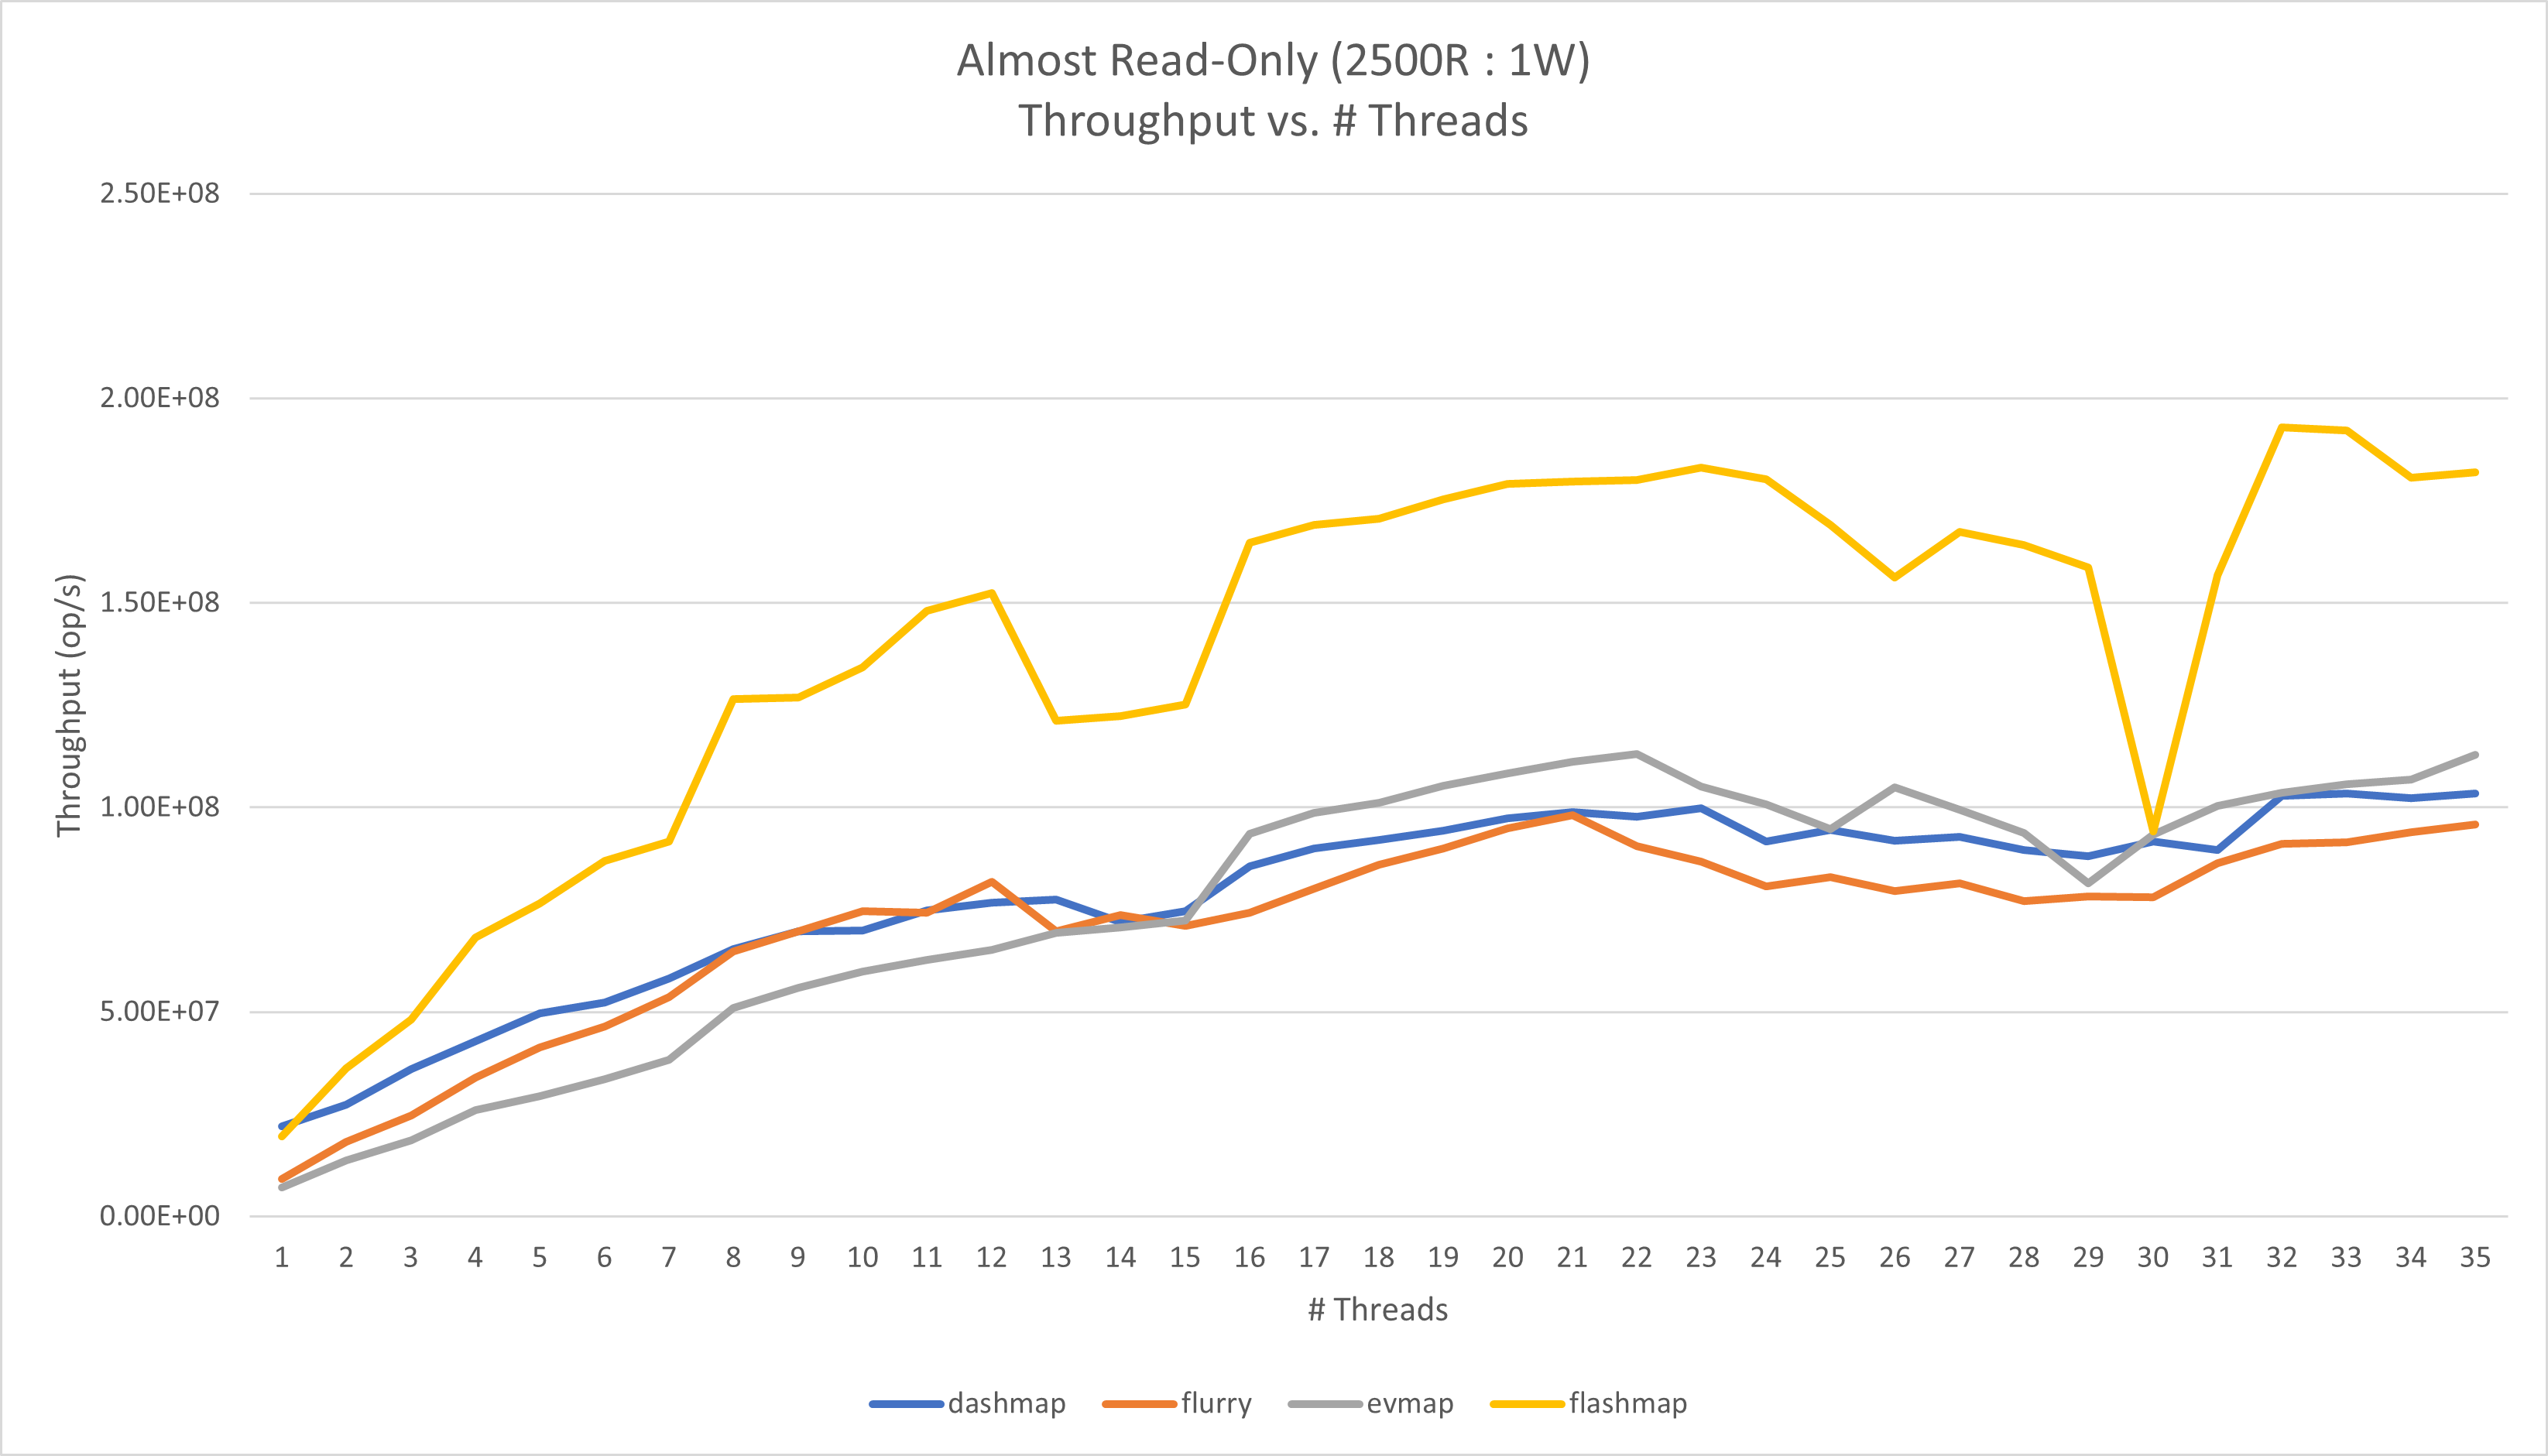 Almost Read-Only (2500R : 1W)
Throughput vs. # Threads
2.50E+08
2.00E+08
1.50E+08
1.00E+08
5.00E+07
0.00E+00
Throughput (op/s)
1 2 3 4 5 6 7 8 9 10 11 12 13 14 15 16 17 18 19 20 21 22 23 24 25 26 27 28 29 30 31 32 33 34 35
# Threads
dashmap flurry evmap flashmap